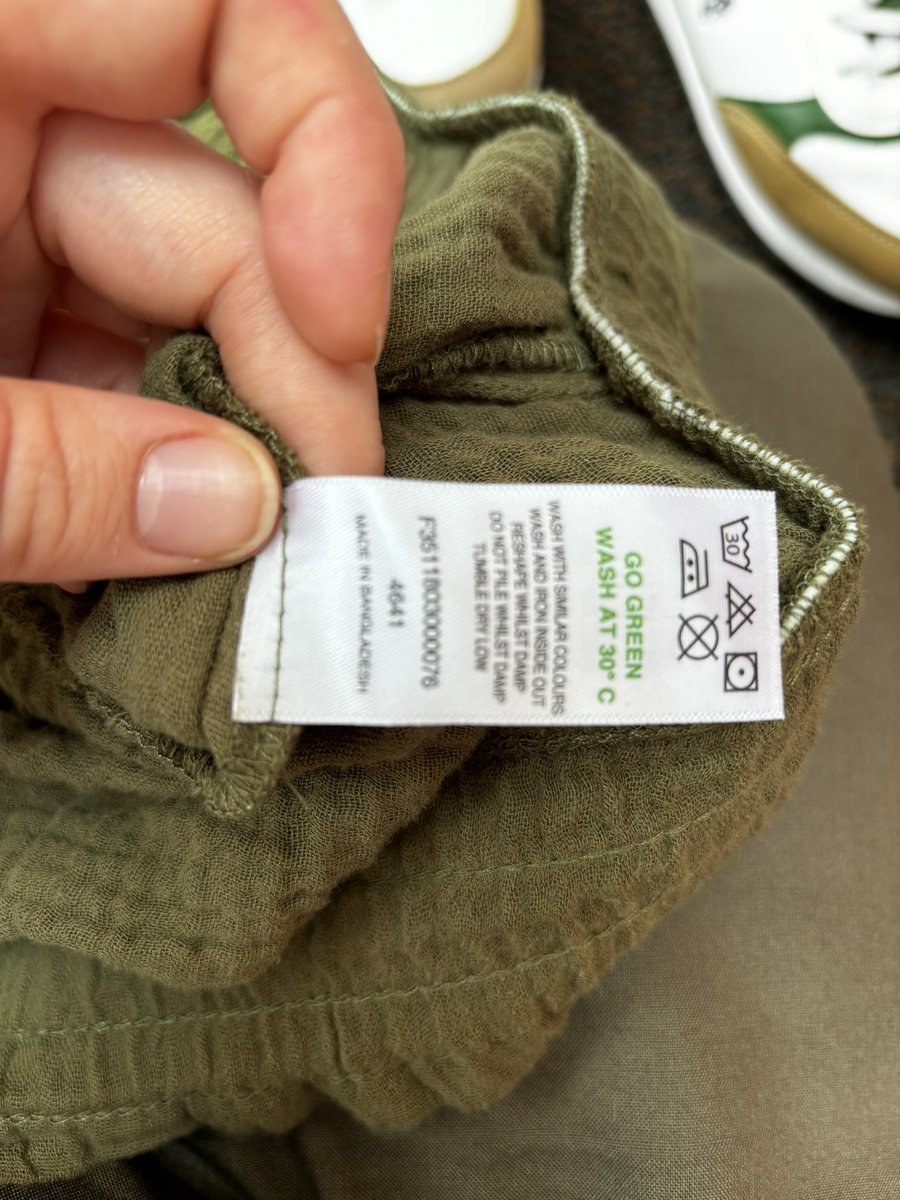 30
GO GREEN
WASH AT 30° C
WASH WITH SIMILAR COLOURS
WASH AND IRON INSIDE OUT
RESHAPE WHILST DAMP
DO NOT PILE WHILST DAMP
TUMBLE DRY LOW
F3511803000076
4641
MADE IN BANGLADESH